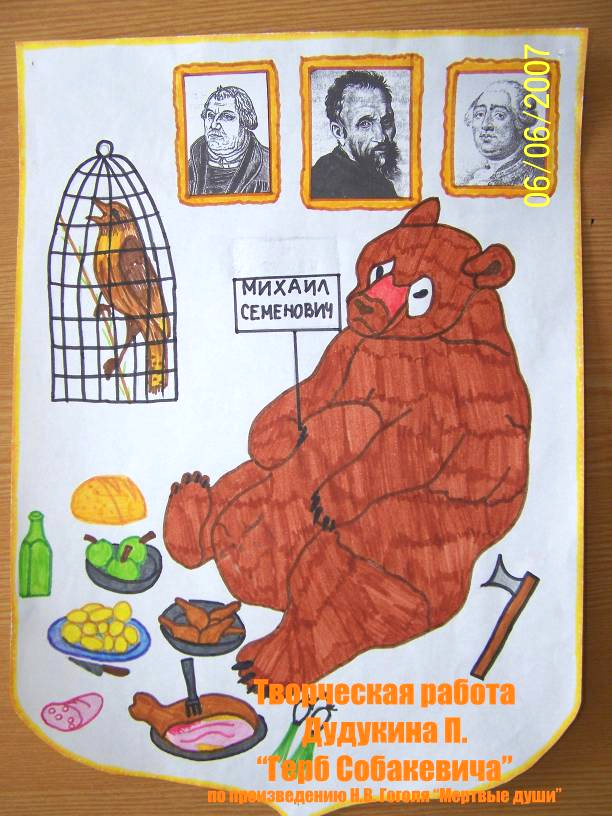 06/06/2007
МИХАИЛ
СЕМЕНОВИЧ
Творческая работа
Дудукина П.
“Герб Собакевича”
по произведению Н.В. Гоголя “Мертвые души”